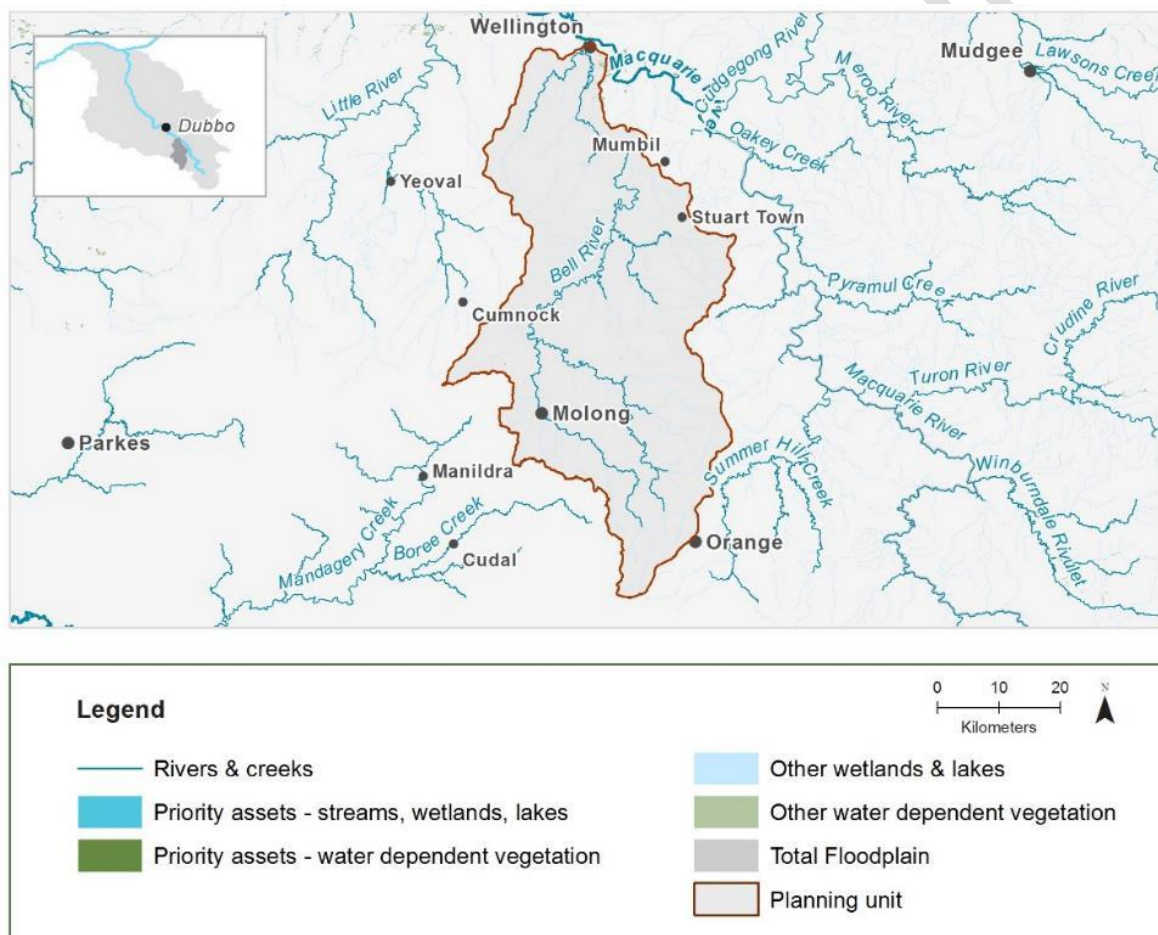 Wellington
Macquarie River
Cudgegong River
Meroo River
Mudgee
Lawsons Creek
Dubbo
Little River
Oakey Creek
Mumbil
Yeoval
Stuart Town
Bell River
Pyramul Creek
Crudine River
Cumnock
Macquarie River
Turon River
Molong
Parkes
Summer Hill Creek
Manildra
Winburndale Rivulet
Mandagery Creek
Boree Creek
Cudal
Orange
Legend
0 10 20
Kilometers
N
Rivers & creeks
Priority assets - streams, wetlands, lakes
Priority assets - water dependent vegetation
Other wetlands & lakes
Other water dependent vegetation
Total Floodplain
Planning unit